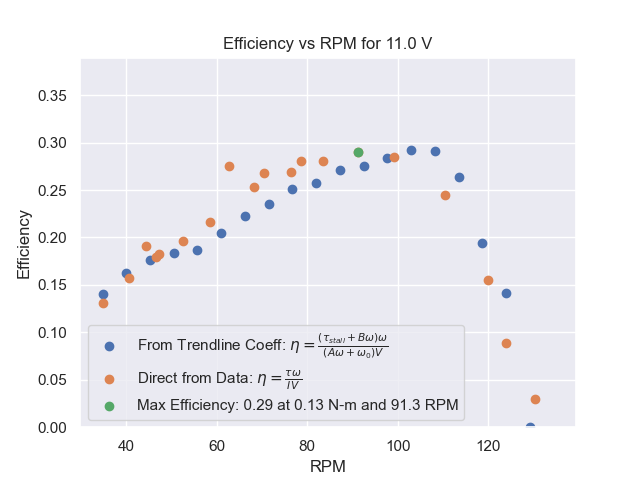 Efficiency vs RPM for 11.0 V
0.35
0.30
0.25
0.20
0.15
0.10
0.05
0.00
Efficiency
From Trendline Coeff: η = (τ_stall + Bω)ω / (Aω + ω₀)V
Direct from Data: η = τω / IV
Max Efficiency: 0.29 at 0.13 N-m and 91.3 RPM
40 60 80 100 120
RPM